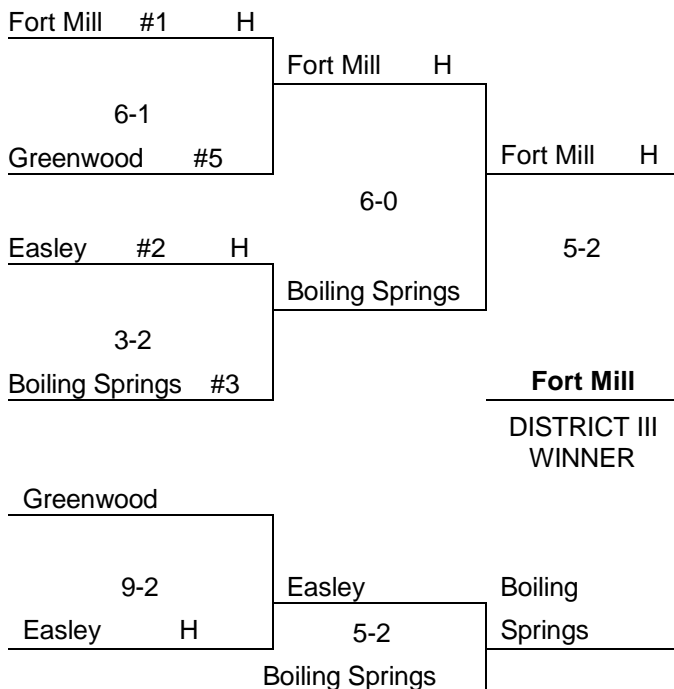 Fort Mill #1 H
Fort Mill H
6-1
Greenwood #5
Fort Mill H
6-0
Easley #2 H
5-2
Boiling Springs
3-2
Boiling Springs #3
Fort Mill
DISTRICT III
WINNER
Greenwood
9-2
Easley
Boiling
Easley H
5-2
Springs
Boiling Springs